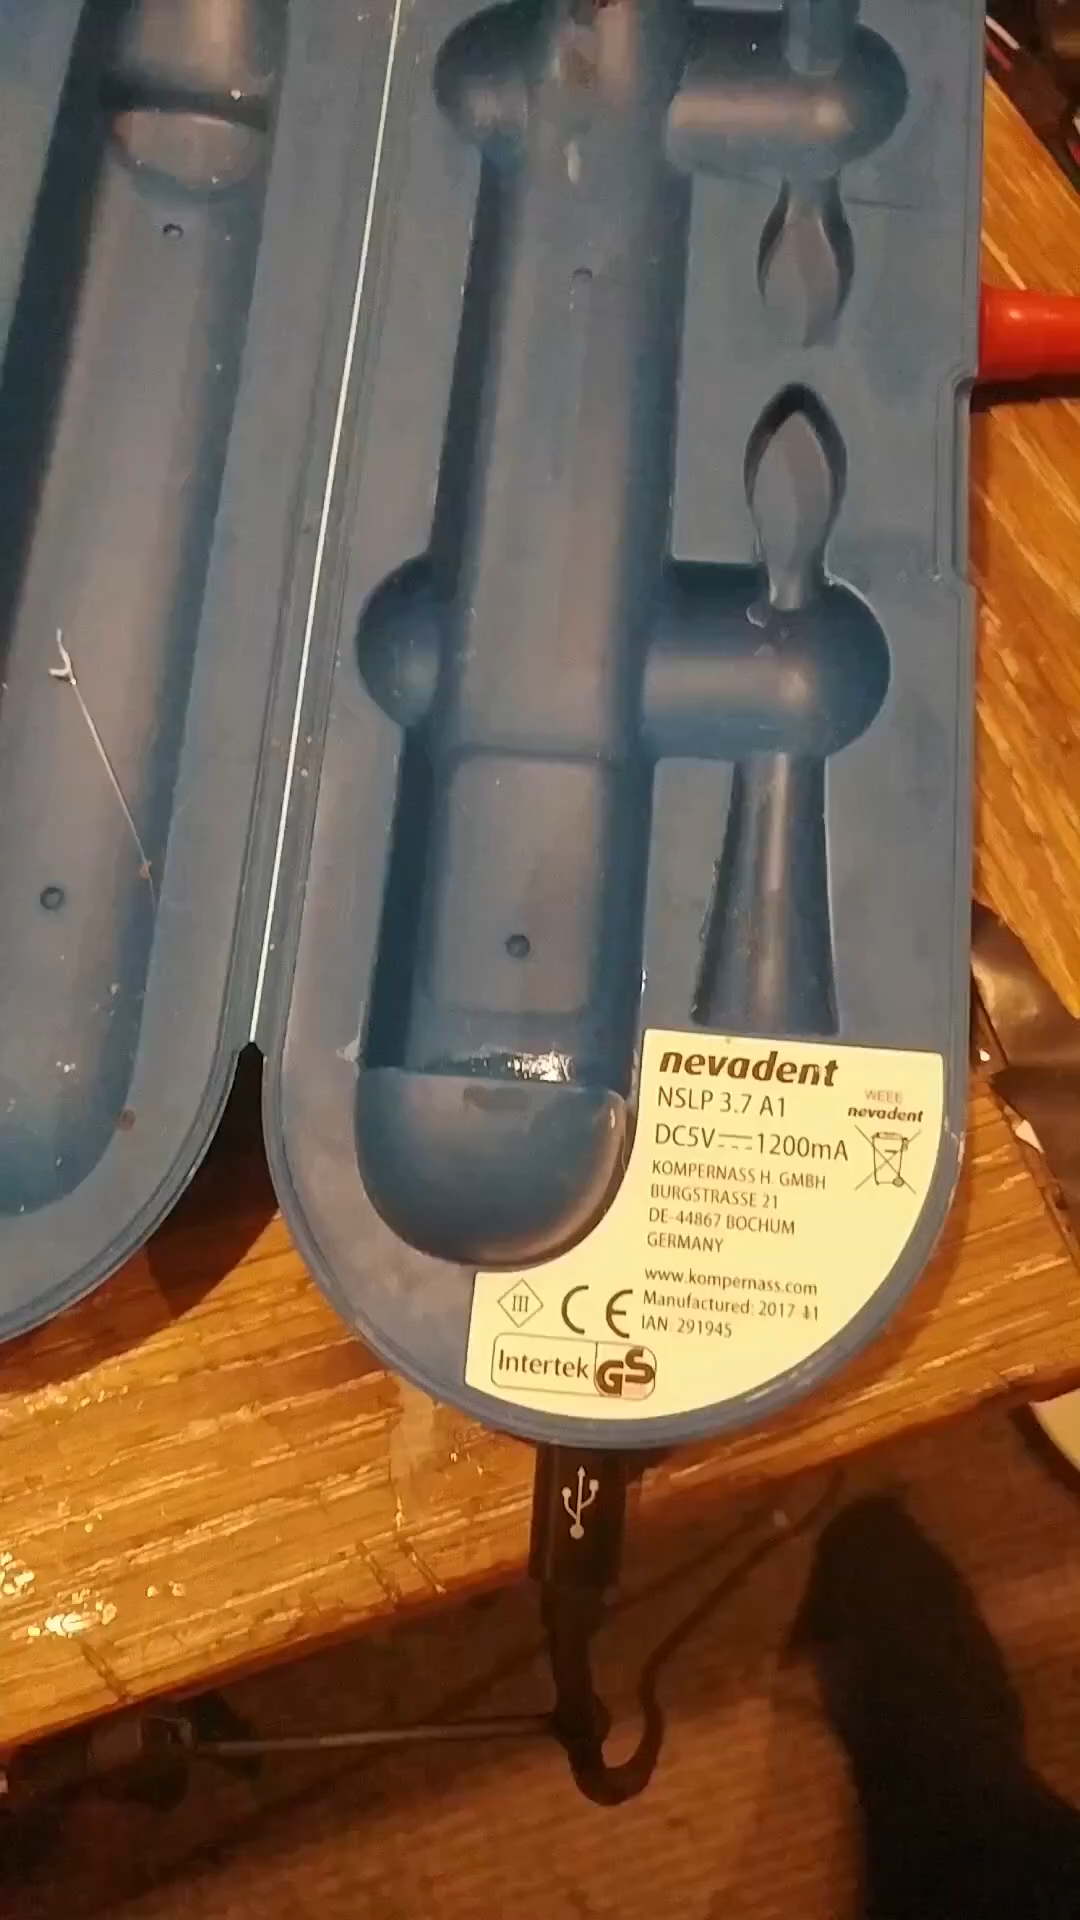 nevadent
NSLP 3.7 A1
WEEE
nevadent
DC5V⎓1200mA
KOMPERNASS H. GMBH
BURGSTRASSE 21
DE-44867 BOCHUM
GERMANY
www.kompernass.com
Manufactured: 2017-11
IAN: 291945
III
CE
Intertek GS